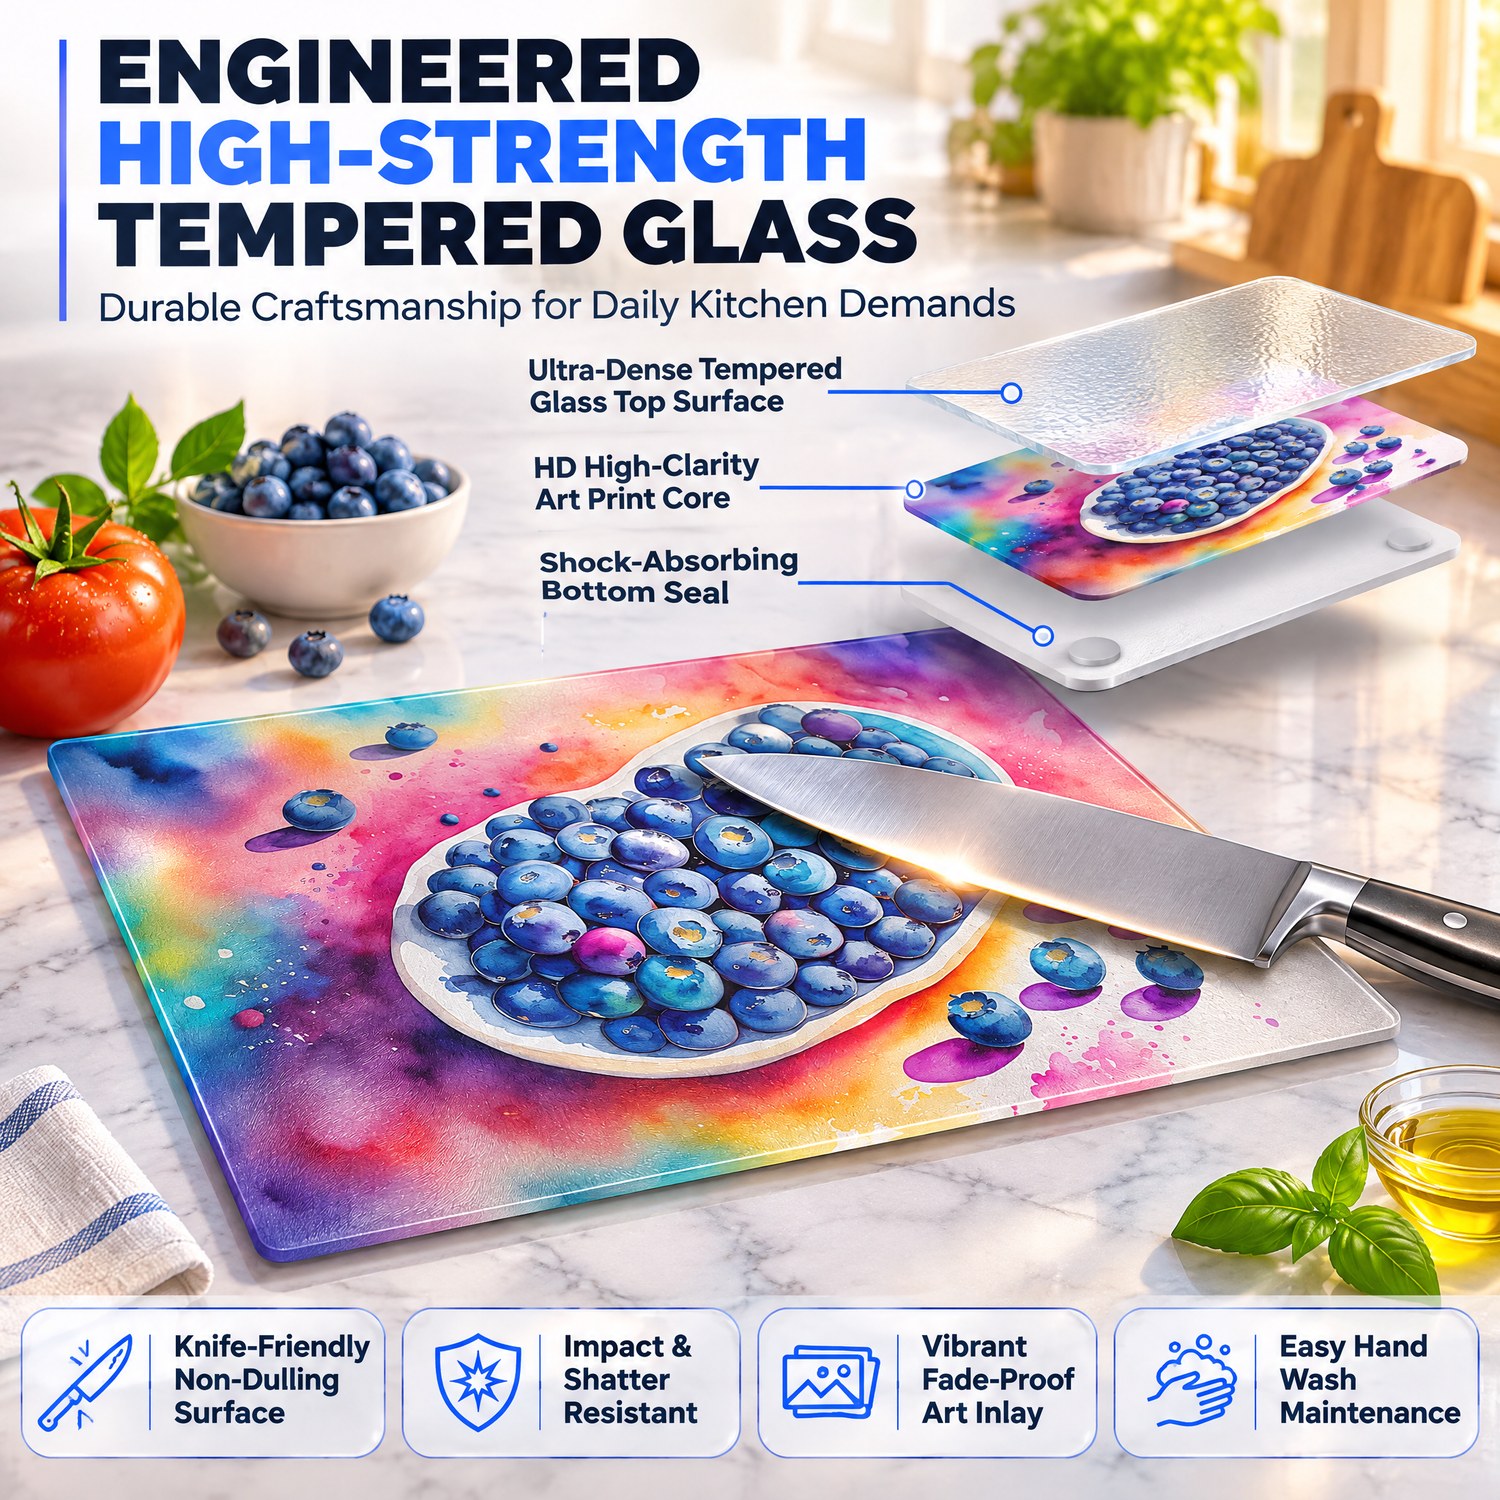 ENGINEERED
HIGH-STRENGTH
TEMPERED GLASS
Durable Craftsmanship for Daily Kitchen Demands
Ultra-Dense Tempered
Glass Top Surface
HD High-Clarity
Art Print Core
Shock-Absorbing
Bottom Seal
Knife-Friendly
Non-Dulling
Surface
Impact &
Shatter
Resistant
Vibrant
Fade-Proof
Art Inlay
Easy Hand
Wash
Maintenance